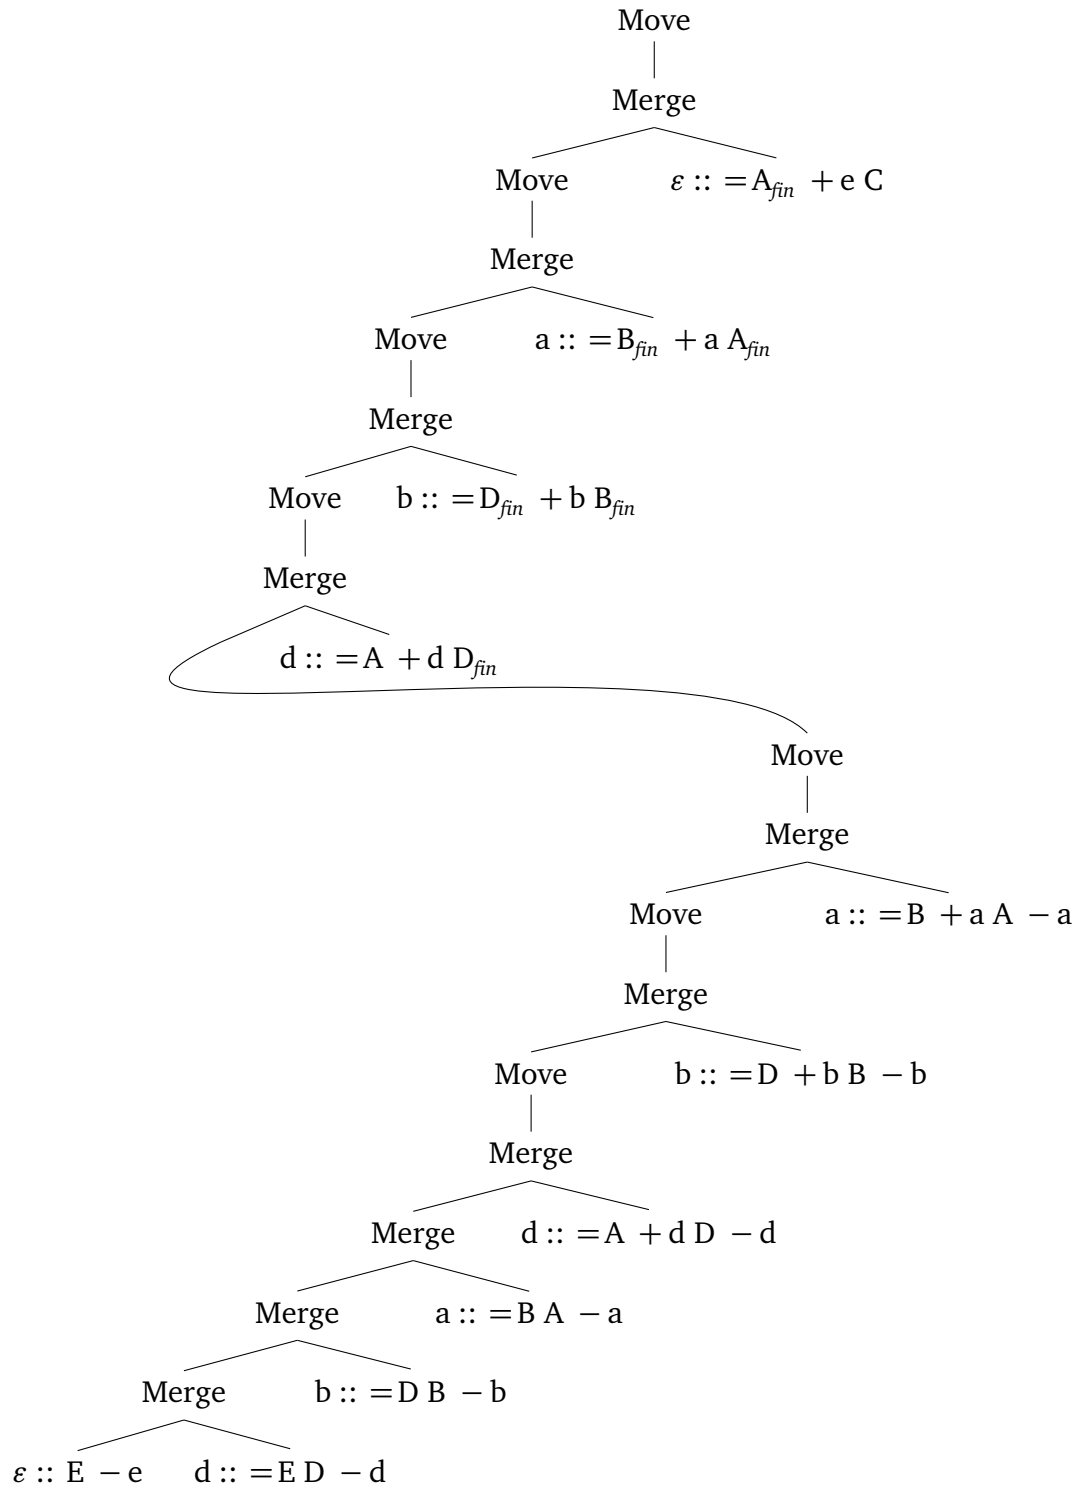 Move
Merge
Move ε :: =A_fin +e C
Merge
Move a :: =B_fin +a A_fin
Merge
Move b :: =D_fin +b B_fin
Merge
d :: =A +d D_fin
Move
Merge
Move a :: =B +a A −a
Merge
Move b :: =D +b B −b
Merge
Merge d :: =A +d D −d
Merge a :: =B A −a
Merge b :: =D B −b
ε :: E −e d :: =E D −d